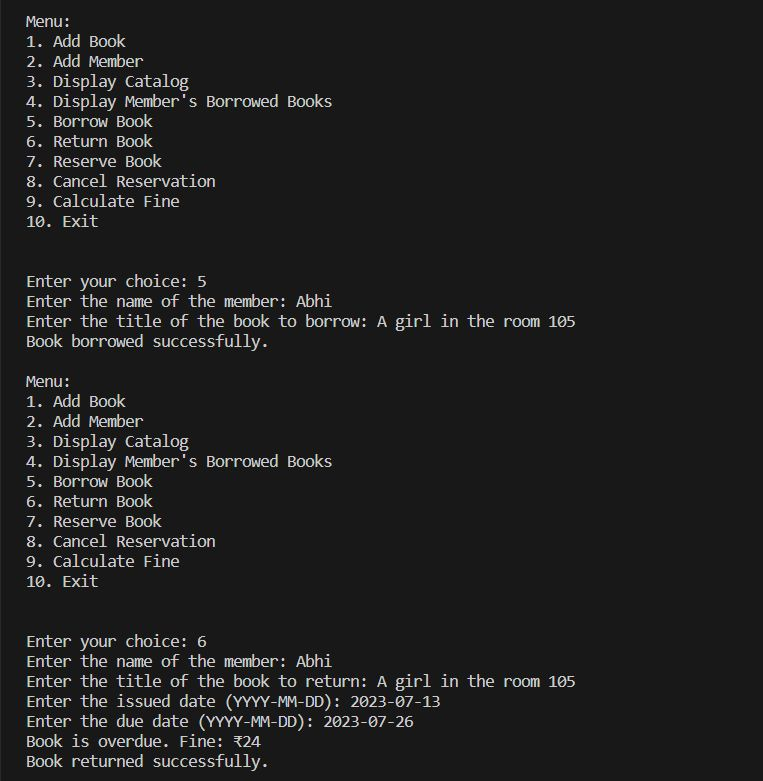 Menu:
1. Add Book
2. Add Member
3. Display Catalog
4. Display Member's Borrowed Books
5. Borrow Book
6. Return Book
7. Reserve Book
8. Cancel Reservation
9. Calculate Fine
10. Exit
Enter your choice: 5
Enter the name of the member: Abhi
Enter the title of the book to borrow: A girl in the room 105
Book borrowed successfully.
Menu:
1. Add Book
2. Add Member
3. Display Catalog
4. Display Member's Borrowed Books
5. Borrow Book
6. Return Book
7. Reserve Book
8. Cancel Reservation
9. Calculate Fine
10. Exit
Enter your choice: 6
Enter the name of the member: Abhi
Enter the title of the book to return: A girl in the room 105
Enter the issued date (YYYY-MM-DD): 2023-07-13
Enter the due date (YYYY-MM-DD): 2023-07-26
Book is overdue. Fine: ₹24
Book returned successfully.